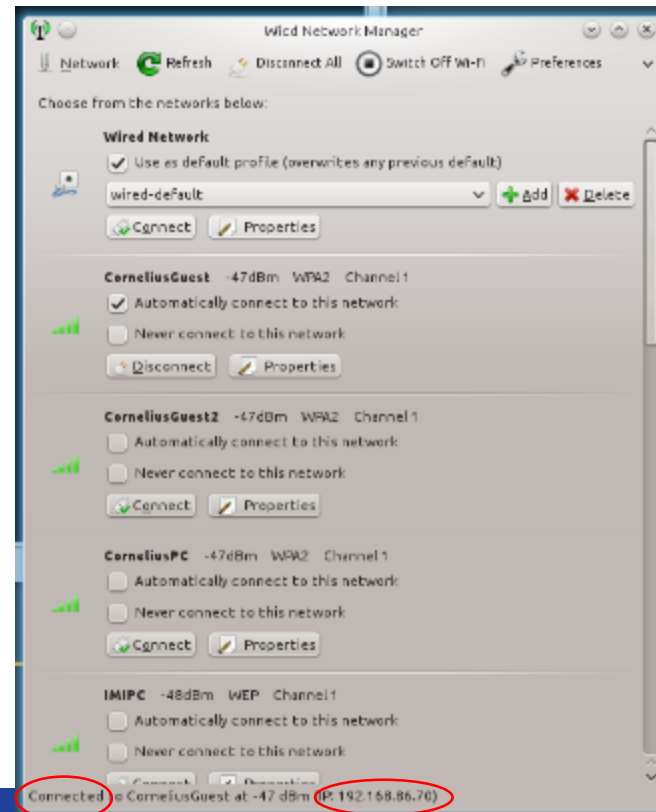 Wicd Network Manager
Network Refresh Disconnect All Switch Off Wi-Fi Preferences
Choose from the networks below:
Wired Network
Use as default profile (overwrites any previous default)
wired-default Add Delete
Connect Properties
CorneliusGuest -47dBm WPA2 Channel 1
Automatically connect to this network
Never connect to this network
Disconnect Properties
CorneliusGuest2 -47dBm WPA2 Channel 1
Automatically connect to this network
Never connect to this network
Connect Properties
CorneliusPC -47dBm WPA2 Channel 1
Automatically connect to this network
Never connect to this network
Connect Properties
IMIPC -48dBm WEP Channel 1
Automatically connect to this network
Never connect to this network
Connect Properties
Connected to CorneliusGuest at -47 dBm (IP: 192.168.86.70)